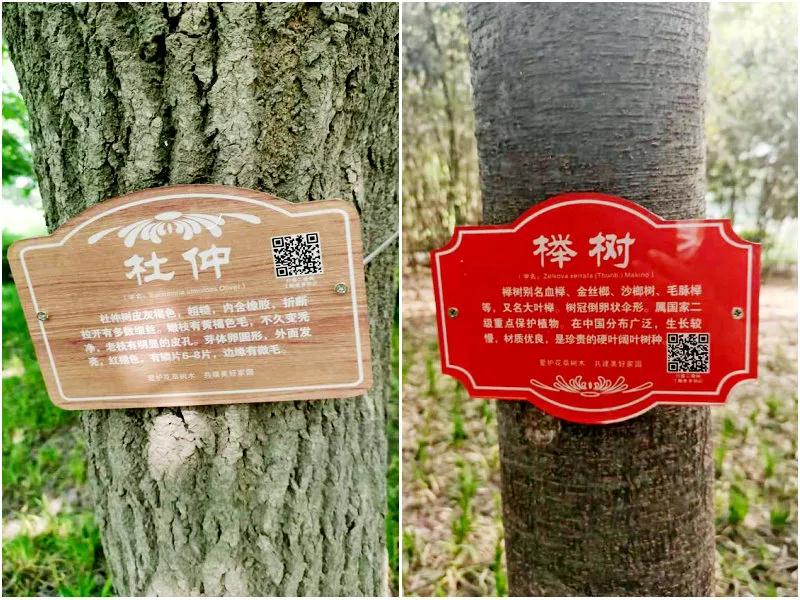 杜仲
(学名: Eucommia ulmoides Oliver)
杜仲树皮灰褐色,粗糙,内含橡胶,折断
拉开有多数细丝。嫩枝有黄褐色毛,不久变秃
净,老枝有明显的皮孔。芽体卵圆形,外面发
亮,红褐色,有鳞片6-8片,边缘有微毛。
爱护花草树木 共建美好家园
榉树
(学名: Zelkova serrata (Thunb.) Makino)
榉树别名血榉、金丝榔、沙榔树、毛脉榉
等,又名大叶榉。树冠倒卵状伞形。属国家二
级重点保护植物。在中国分布广泛,生长较
慢,材质优良,是珍贵的硬叶阔叶树种
爱护花草树木 共建美好家园